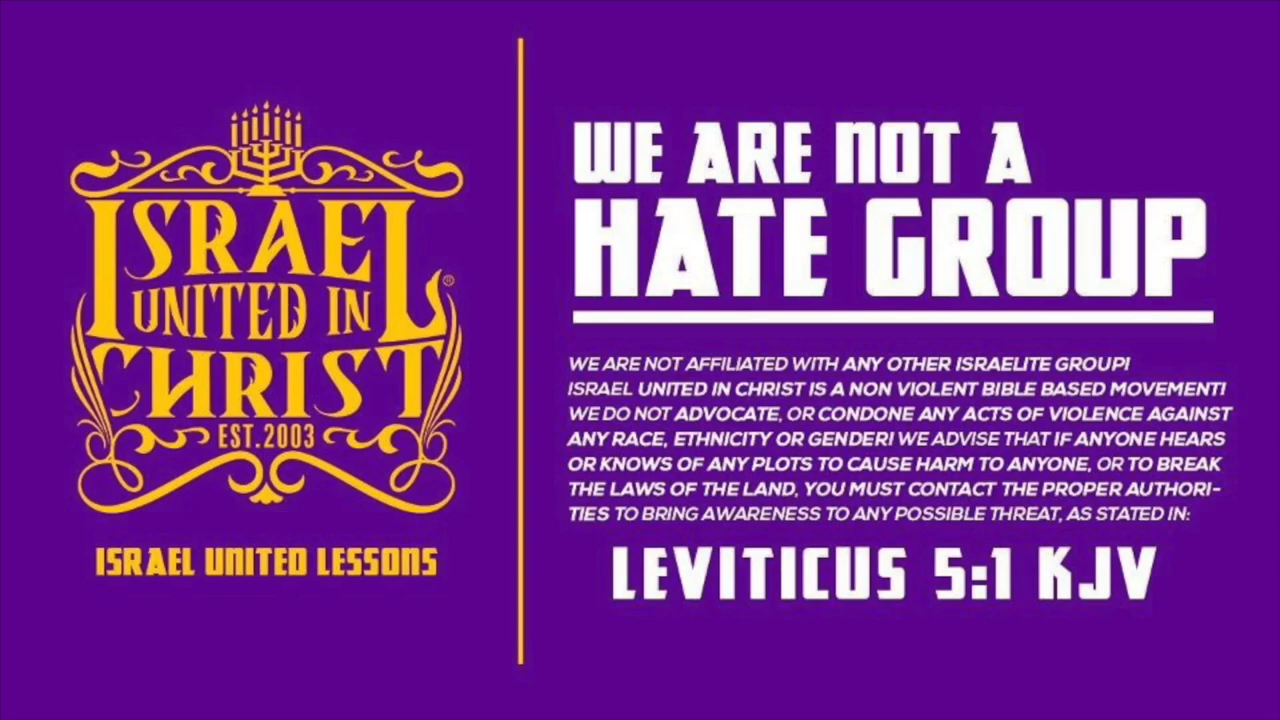 ISRAEL
UNITED IN
CHRIST
®
EST. 2003
ISRAEL UNITED LESSONS
WE ARE NOT A
HATE GROUP
WE ARE NOT AFFILIATED WITH ANY OTHER ISRAELITE GROUP!
ISRAEL UNITED IN CHRIST IS A NON VIOLENT BIBLE BASED MOVEMENT!
WE DO NOT ADVOCATE, OR CONDONE ANY ACTS OF VIOLENCE AGAINST
ANY RACE, ETHNICITY OR GENDER! WE ADVISE THAT IF ANYONE HEARS
OR KNOWS OF ANY PLOTS TO CAUSE HARM TO ANYONE, OR TO BREAK
THE LAWS OF THE LAND, YOU MUST CONTACT THE PROPER AUTHORI-
TIES TO BRING AWARENESS TO ANY POSSIBLE THREAT, AS STATED IN:
LEVITICUS 5:1 KJV